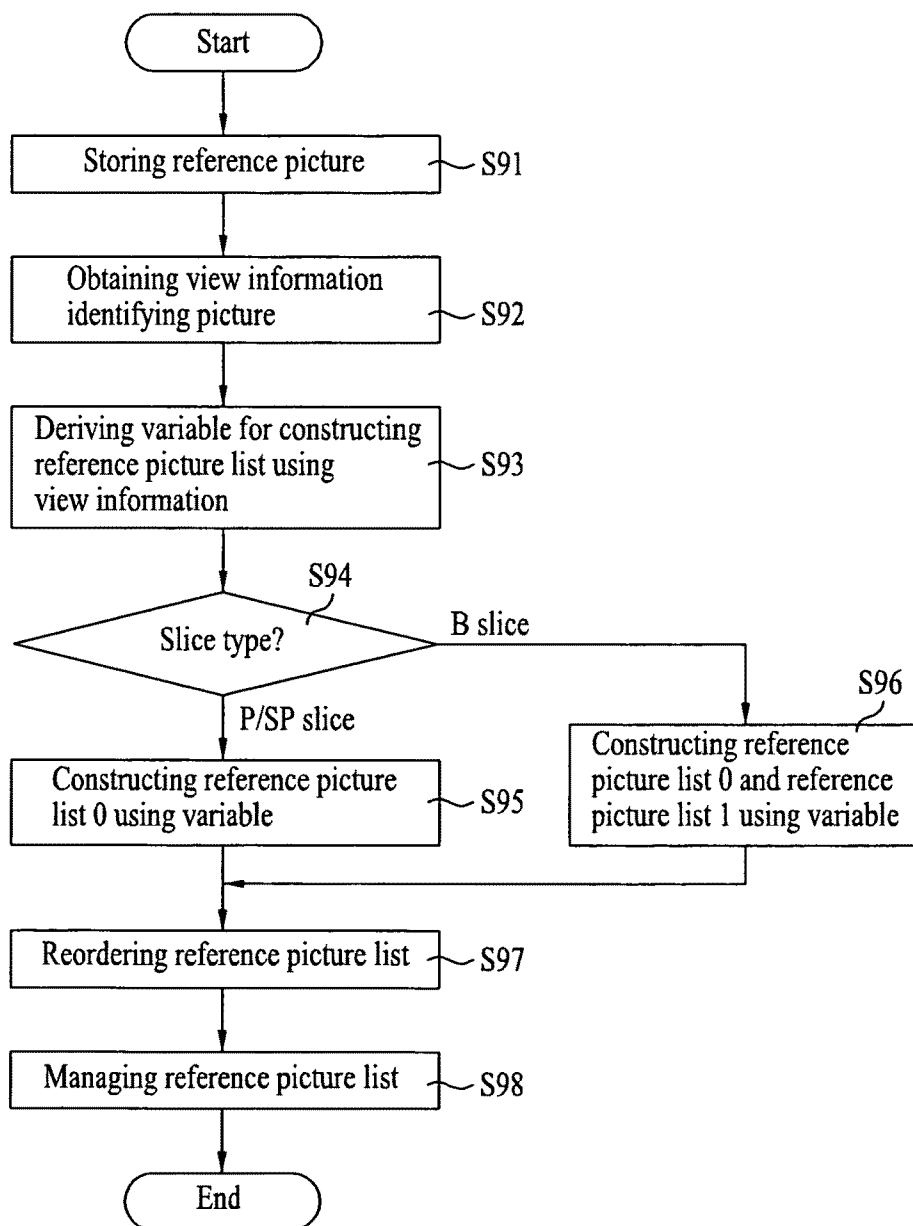 Start
Storing reference picture
S91
Obtaining view information
identifying picture
S92
Deriving variable for constructing
reference picture list using
view information
S93
S94
Slice type?
B slice
P/SP slice
S96
Constructing reference
picture list 0 and reference
picture list 1 using variable
Constructing reference picture
list 0 using variable
S95
Reordering reference picture list
S97
Managing reference picture list
S98
End